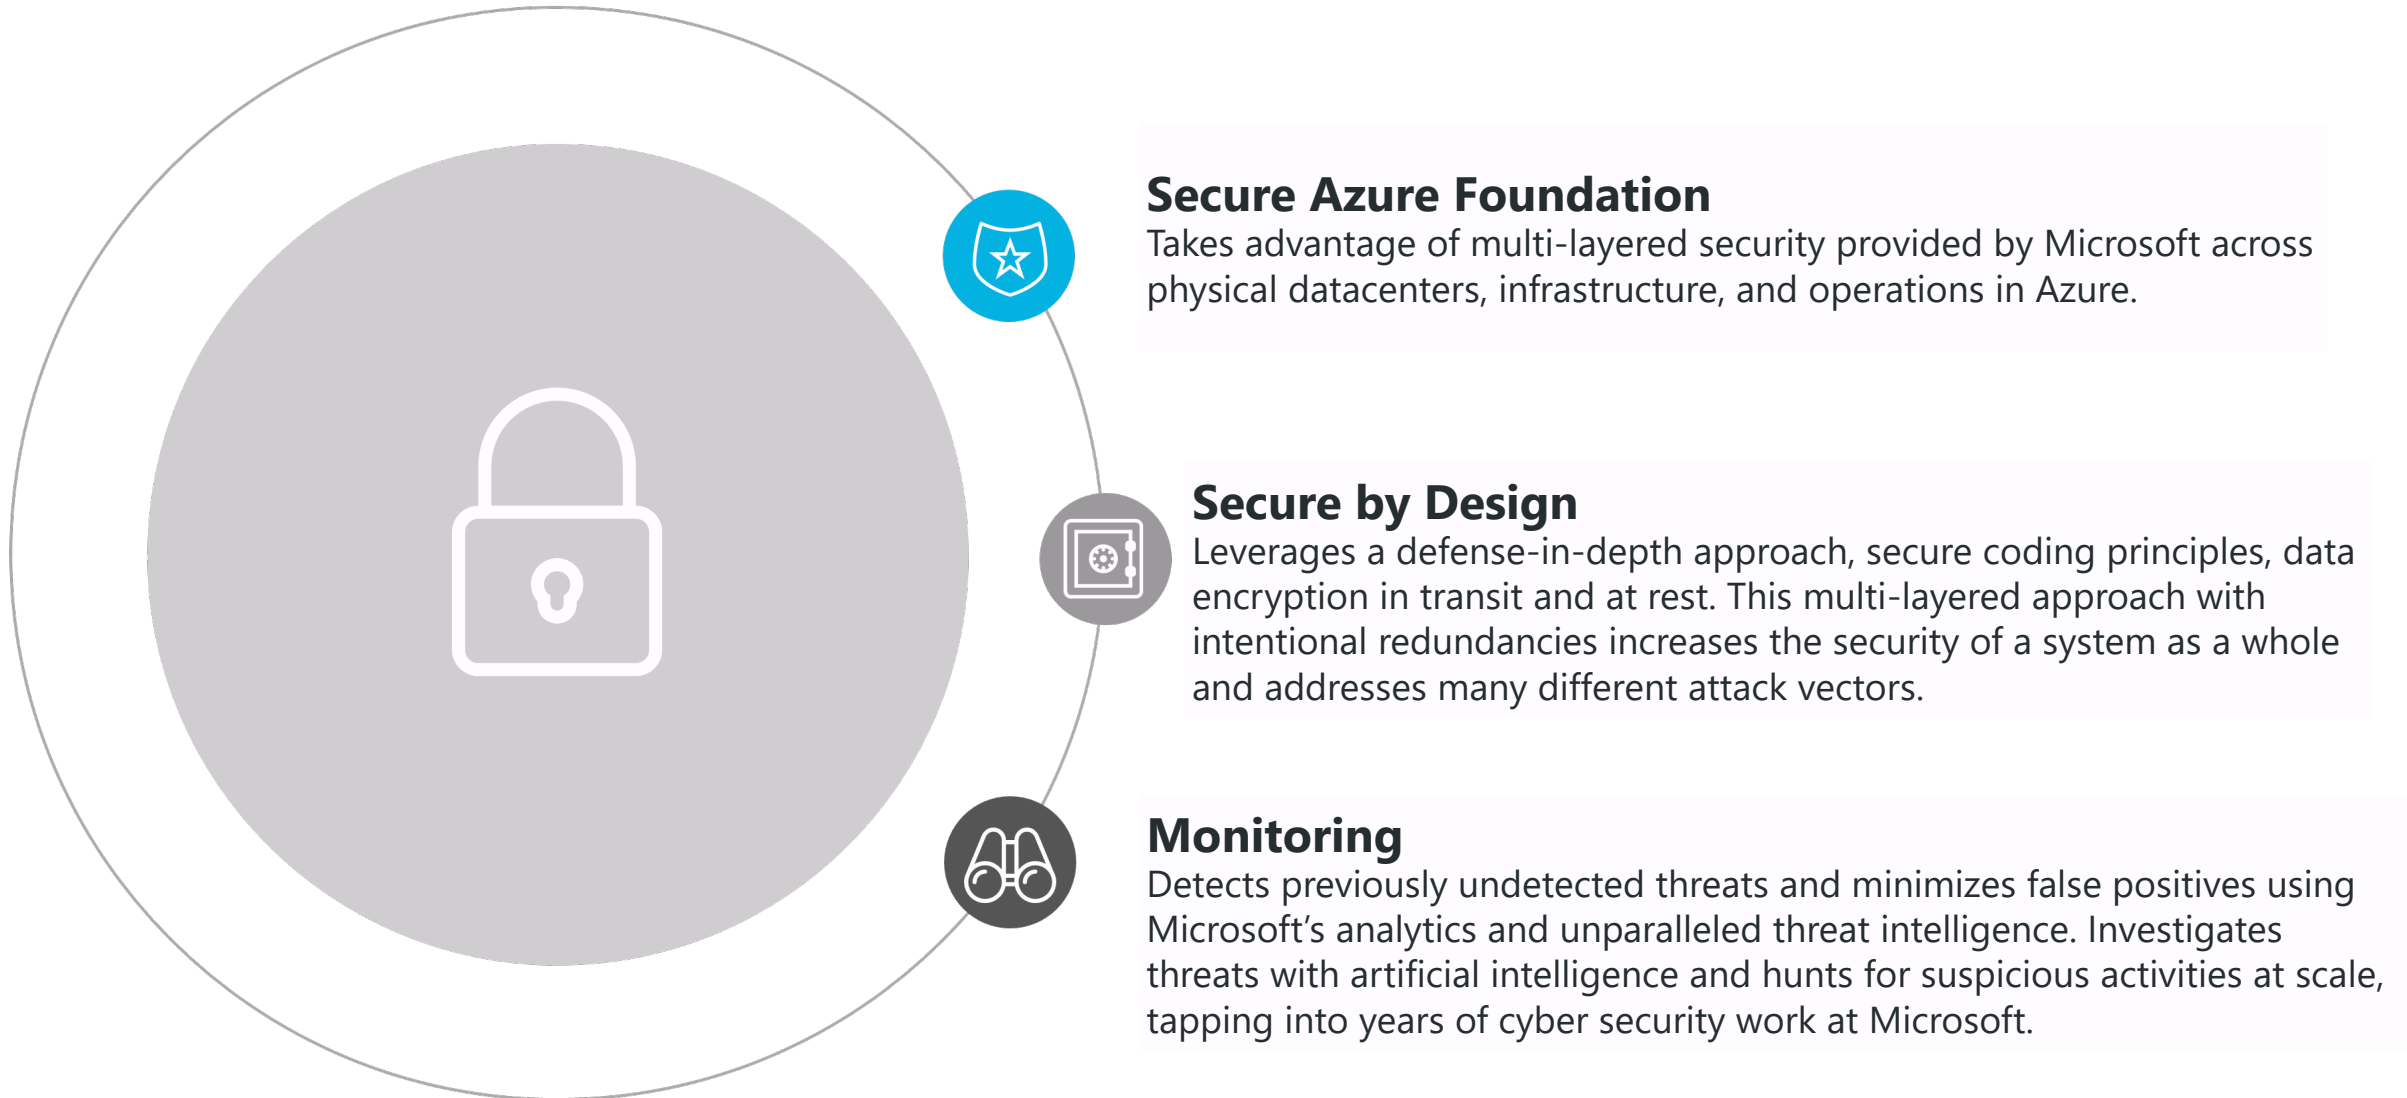 Secure Azure Foundation
Takes advantage of multi-layered security provided by Microsoft across
physical datacenters, infrastructure, and operations in Azure.
Secure by Design
Leverages a defense-in-depth approach, secure coding principles, data
encryption in transit and at rest. This multi-layered approach with
intentional redundancies increases the security of a system as a whole
and addresses many different attack vectors.
Monitoring
Detects previously undetected threats and minimizes false positives using
Microsoft’s analytics and unparalleled threat intelligence. Investigates
threats with artificial intelligence and hunts for suspicious activities at scale,
tapping into years of cyber security work at Microsoft.